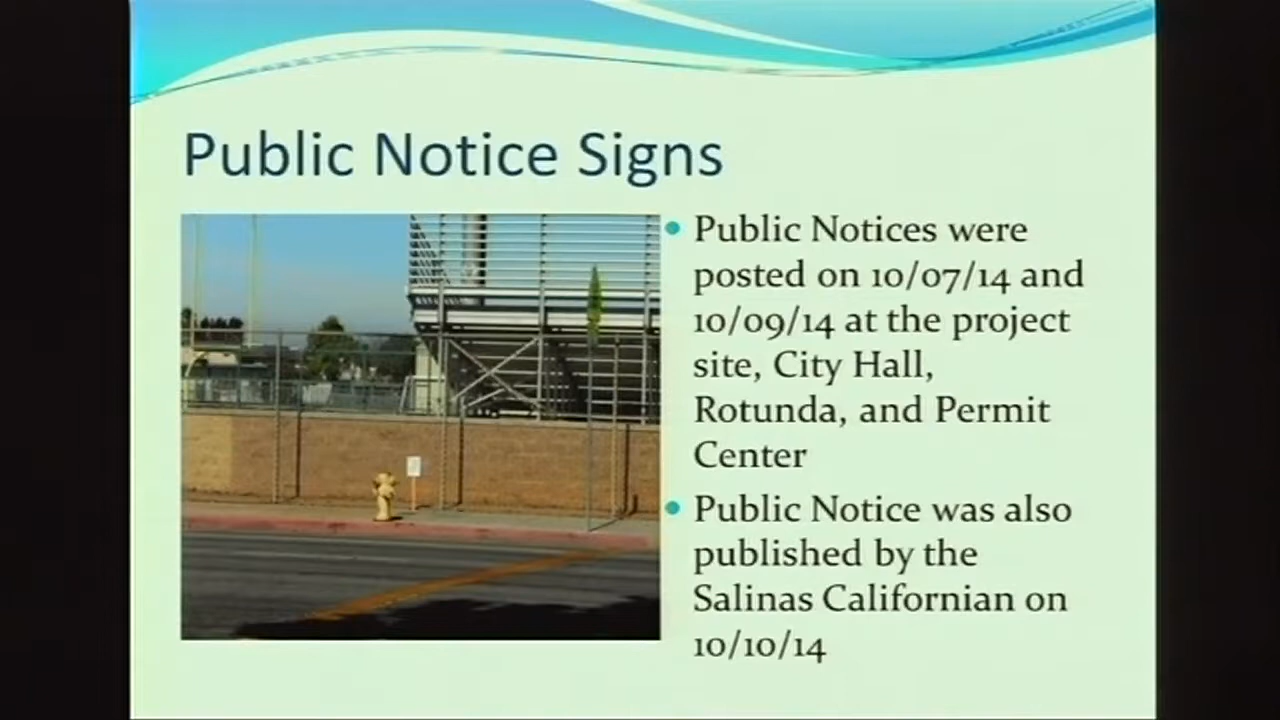 Public Notice Signs
Public Notices were
posted on 10/07/14 and
10/09/14 at the project
site, City Hall,
Rotunda, and Permit
Center
Public Notice was also
published by the
Salinas Californian on
10/10/14